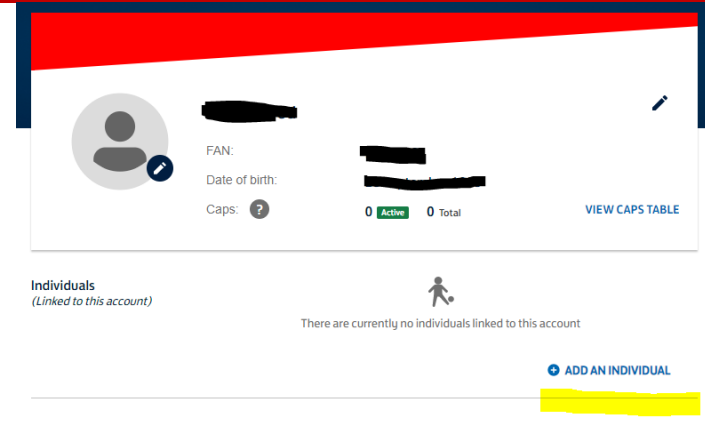 FAN:
Date of birth:
Caps: ?
0 Active 0 Total
VIEW CAPS TABLE
Individuals
(Linked to this account)
There are currently no individuals linked to this account
ADD AN INDIVIDUAL